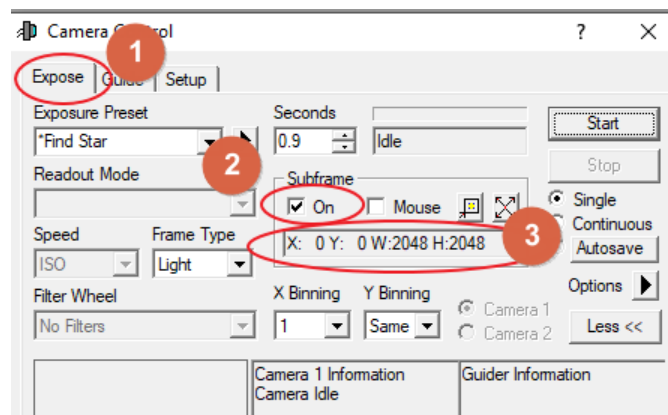 Camera Control
? X
1
Expose Guide Setup
Exposure Preset
*Find Star
Seconds
0.9
Idle
Start
Stop
Readout Mode
2
Subframe
On Mouse
Single
Continuous
X: 0 Y: 0 W:2048 H:2048
3
Autosave
Speed Frame Type
ISO Light
Options
Filter Wheel
No Filters
X Binning Y Binning
1 Same
Camera 1
Camera 2
Less <<
Camera 1 Information
Camera Idle
Guider Information